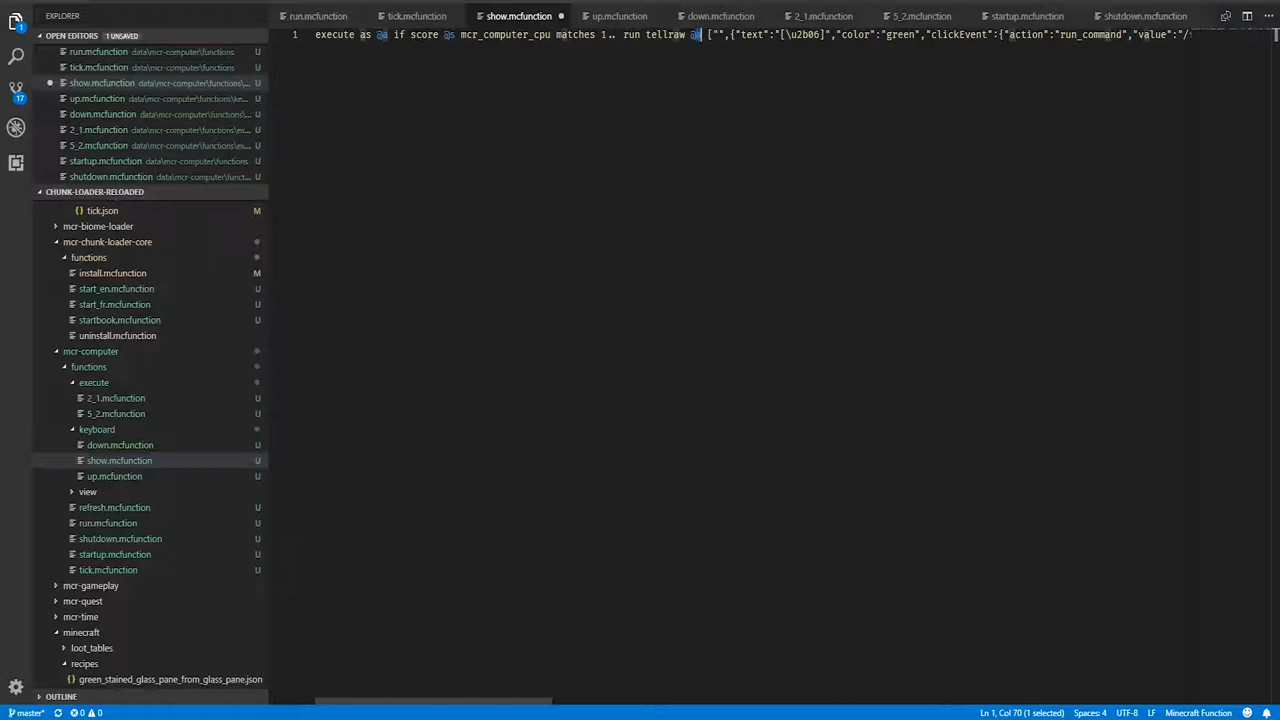 EXPLORER
run.mcfunction tick.mcfunction show.mcfunction up.mcfunction down.mcfunction 2_1.mcfunction 5_2.mcfunction startup.mcfunction shutdown.mcfunction
OPEN EDITORS 1 UNSAVED
1 execute as @a if score @s mcr_computer_cpu matches 1.. run tellraw @ ["",{"text":"[\u2b06]","color":"green","clickEvent":{"action":"run_command","value":"/
1
run.mcfunction data\mcr-computer\functions U
tick.mcfunction data\mcr-computer\functions U
show.mcfunction data\mcr-computer\functions\... U
up.mcfunction data\mcr-computer\functions\ke... U
17
down.mcfunction data\mcr-computer\functions\... U
2_1.mcfunction data\mcr-computer\functions\ex... U
5_2.mcfunction data\mcr-computer\functions\ex... U
startup.mcfunction data\mcr-computer\functions U
shutdown.mcfunction data\mcr-computer\funct... U
CHUNK-LOADER-RELOADED
{} tick.json M
mcr-biome-loader
mcr-chunk-loader-core
functions
install.mcfunction M
start_en.mcfunction U
start_fr.mcfunction U
startbook.mcfunction U
uninstall.mcfunction
mcr-computer
functions
execute
2_1.mcfunction U
5_2.mcfunction U
keyboard
down.mcfunction U
show.mcfunction U
up.mcfunction U
view
refresh.mcfunction U
run.mcfunction U
shutdown.mcfunction U
startup.mcfunction U
tick.mcfunction U
mcr-gameplay
mcr-quest
mcr-time
minecraft
loot_tables
recipes
{} green_stained_glass_pane_from_glass_pane.json
OUTLINE
master* 0 0 Ln 1, Col 70 (1 selected) Spaces: 4 UTF-8 LF Minecraft Function